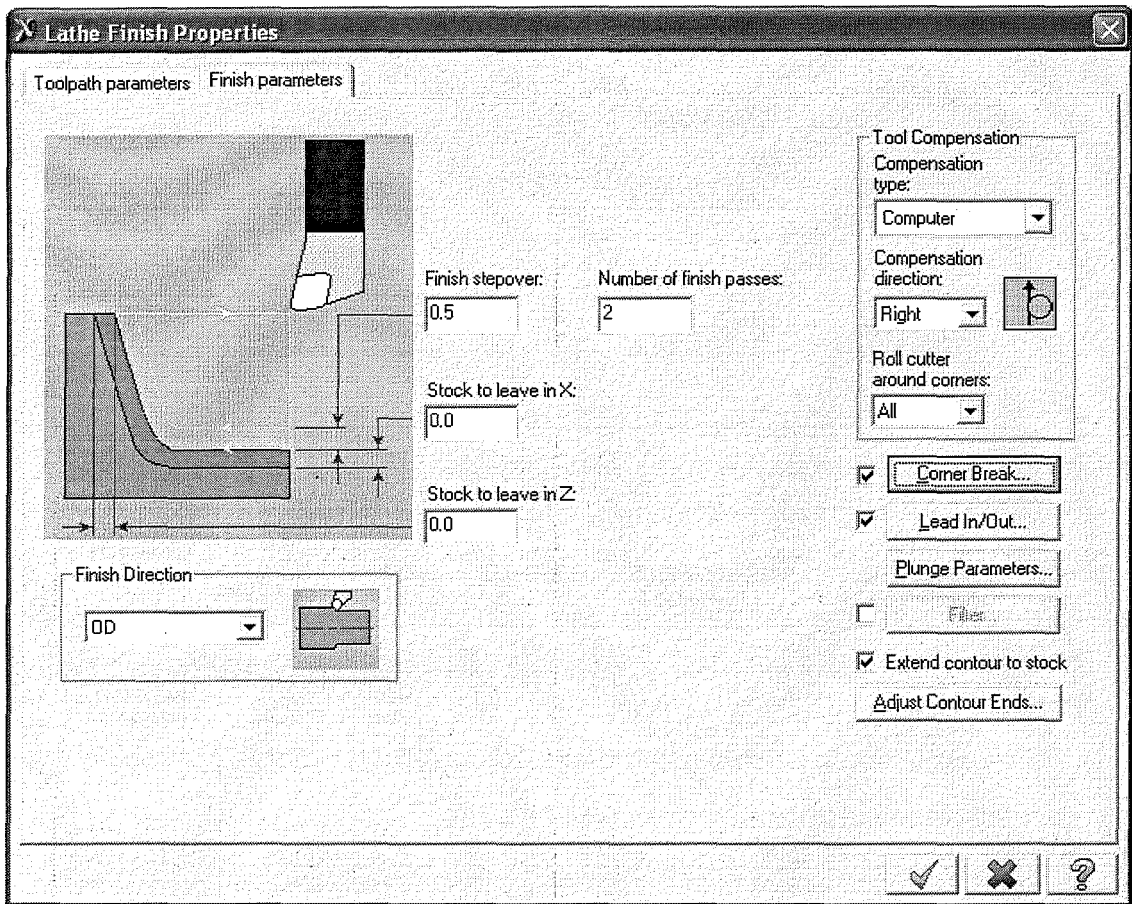 Lathe Finish Properties
Toolpath parameters
Finish parameters
Finish stepover:
0.5
Number of finish passes:
2
Stock to leave in X:
0.0
Stock to leave in Z:
0.0
Finish Direction
OD
Tool Compensation
Compensation
type:
Computer
Compensation
direction:
Right
Roll cutter
around corners:
All
Corner Break...
Lead In/Out...
Plunge Parameters...
Filter...
Extend contour to stock
Adjust Contour Ends...